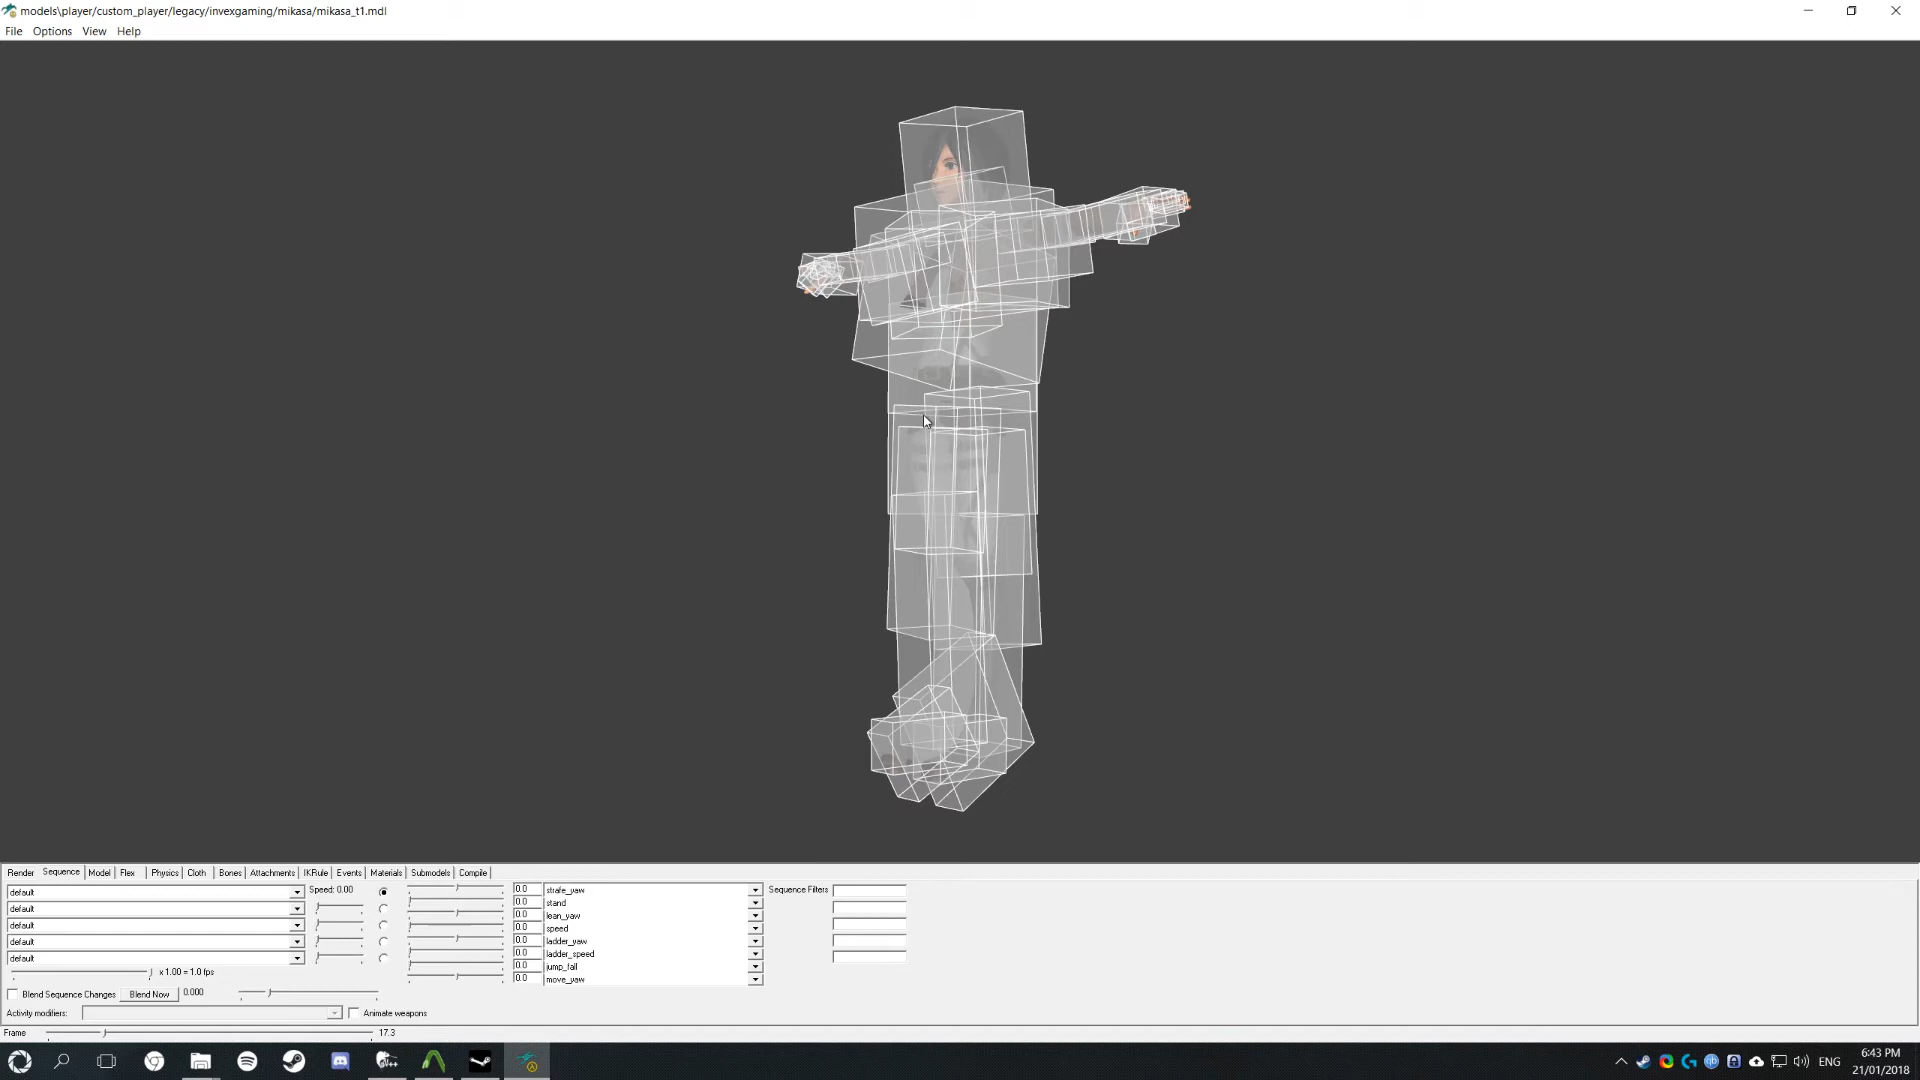 models\player/custom_player/legacy/invexgaming/mikasa/mikasa_t1.mdl
File Options View Help
Render Sequence Model Flex Physics Cloth Bones Attachments IKRule Events Materials Submodels Compile
default Speed: 0.00 0.0 strafe_yaw Sequence Filters
0.0 stand
default 0.0 lean_yaw
default 0.0 speed
default 0.0 ladder_yaw
default 0.0 ladder_speed
0.0 jump_fall
x 1.00 = 1.0 fps 0.0 move_yaw
Blend Sequence Changes Blend Now 0.000
Activity modifiers: Animate weapons
Frame 17.3
ENG
6:43 PM
21/01/2018